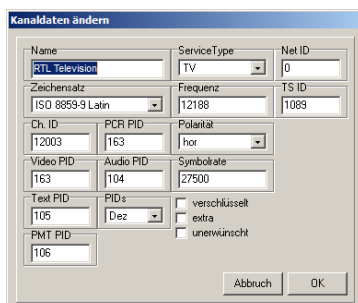 Kanaldaten ändern
Name ServiceType Net ID
RTL Television TV 0
Zeichensatz Frequenz TS ID
ISO 8859-9 Latin 12188 1089
Ch. ID PCR PID Polarität
12003 163 hor
Video PID Audio PID Symbolrate
163 104 27500
Text PID PIDs verschlüsselt
105 Dez extra
PMT PID unerwünscht
106
Abbruch OK